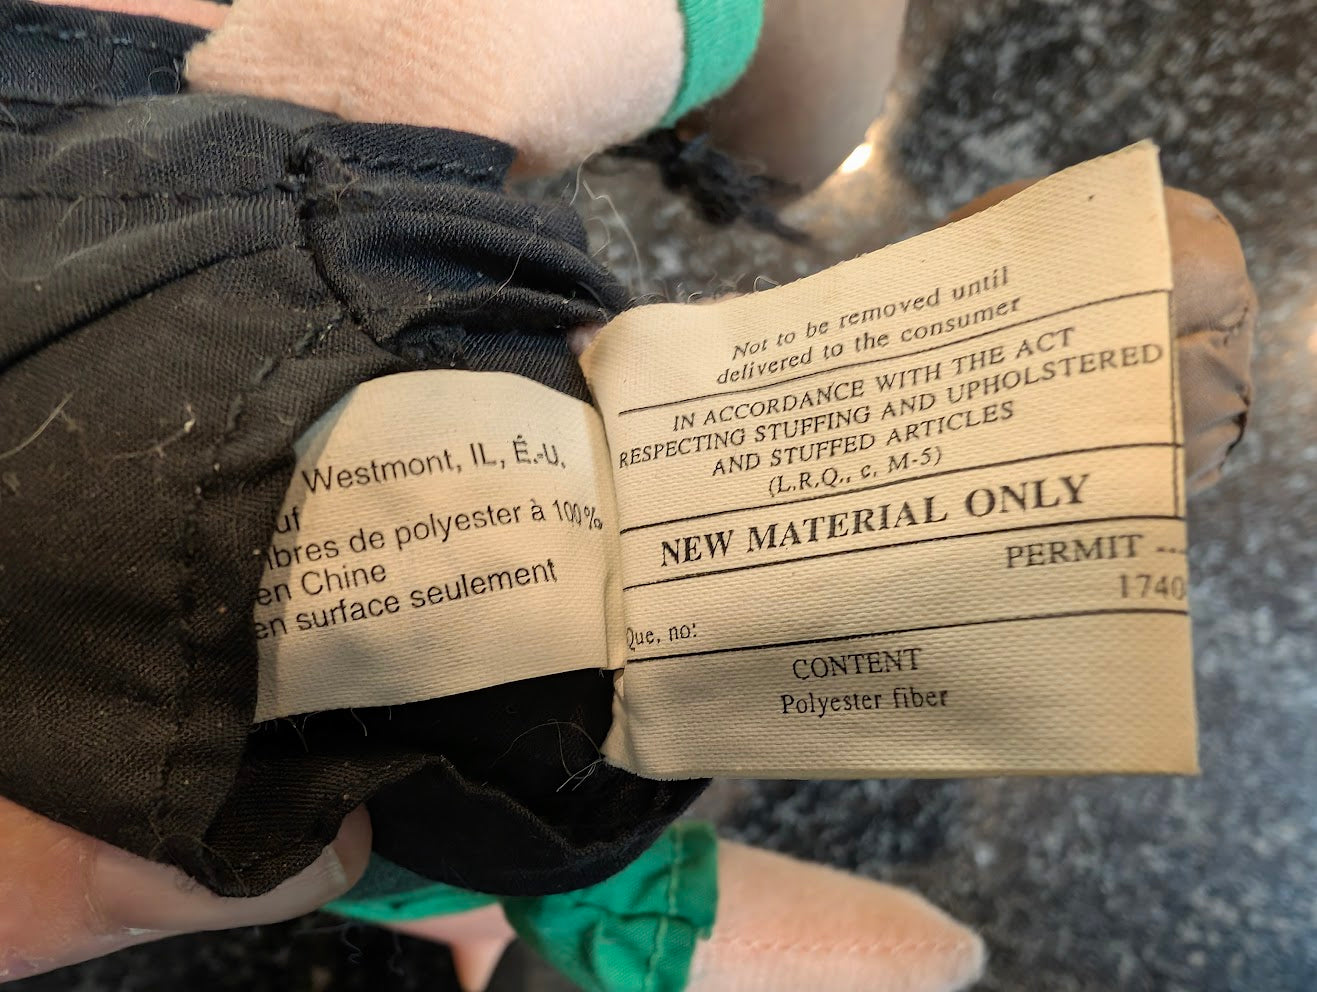 Westmont, IL, É.-U.
uf
bres de polyester à 100%
en Chine
en surface seulement
Not to be removed until
delivered to the consumer
IN ACCORDANCE WITH THE ACT
RESPECTING STUFFING AND UPHOLSTERED
AND STUFFED ARTICLES
(L.R.Q., c, M-5)
NEW MATERIAL ONLY
PERMIT ---
1740
Que, no:
CONTENT
Polyester fiber